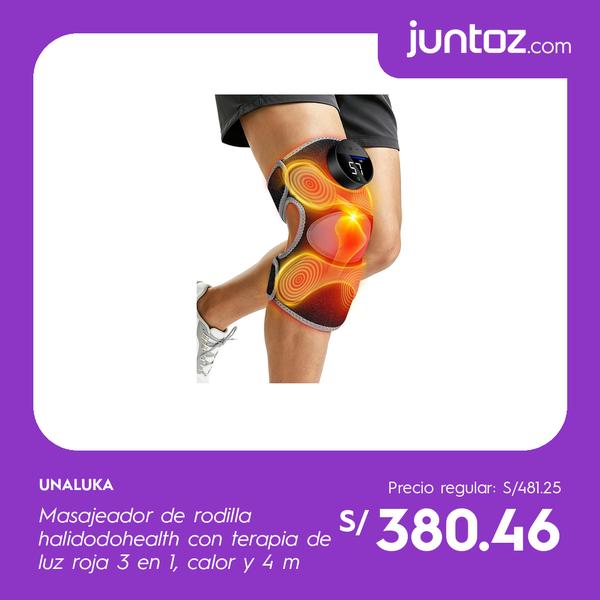 juntoz.com
UNALUKA
Masajeador de rodilla
halidodohealth con terapia de
luz roja 3 en 1, calor y 4 m
Precio regular: S/481.25
S/ 380.46